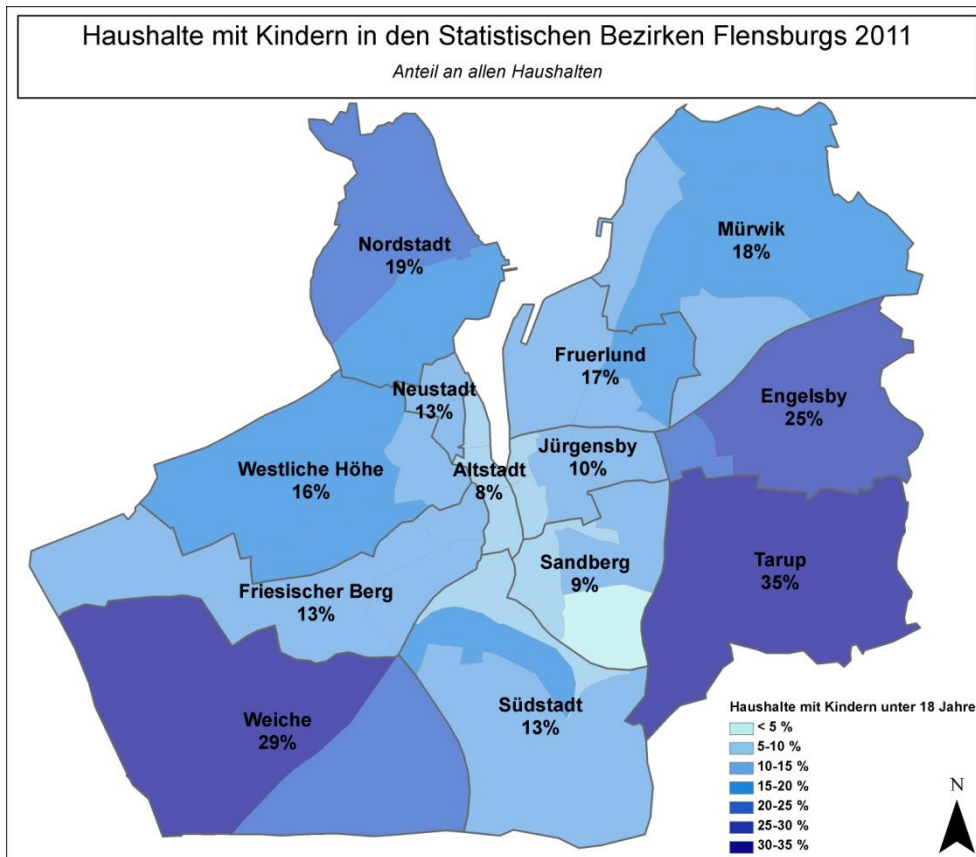 Haushalte mit Kindern in den Statistischen Bezirken Flensburgs 2011
Anteil an allen Haushalten
Nordstadt
19%
Mürwik
18%
Fruerlund
17%
Neustadt
13%
Engelsby
25%
Westliche Höhe
16%
Altstadt
8%
Jürgensby
10%
Sandberg
9%
Tarup
35%
Friesischer Berg
13%
Weiche
29%
Südstadt
13%
Haushalte mit Kindern unter 18 Jahre
< 5 %
5-10 %
10-15 %
15-20 %
20-25 %
25-30 %
30-35 %
N